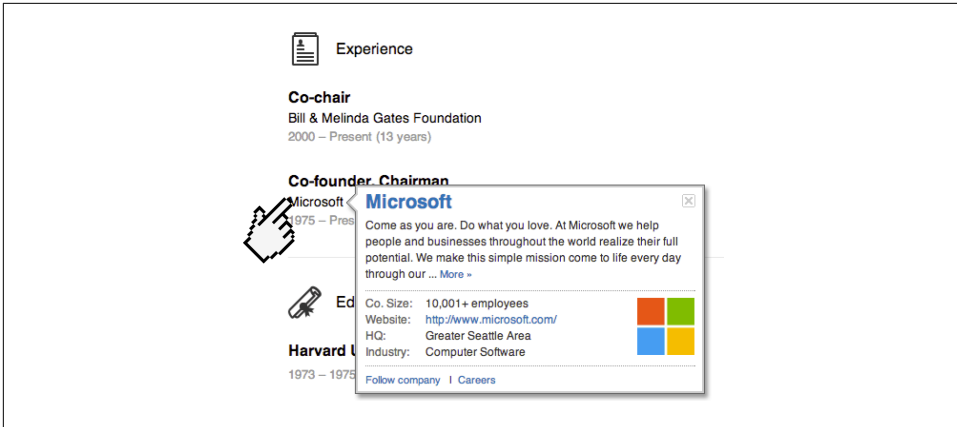 Experience
Co-chair
Bill & Melinda Gates Foundation
2000 – Present (13 years)
Co-founder, Chairman
Microsoft
1975 – Pres
Microsoft
Come as you are. Do what you love. At Microsoft we help
people and businesses throughout the world realize their full
potential. We make this simple mission come to life every day
through our ... More »
Co. Size: 10,001+ employees
Website: http://www.microsoft.com/
HQ: Greater Seattle Area
Industry: Computer Software
Follow company | Careers
Ed
Harvard U
1973 – 1975